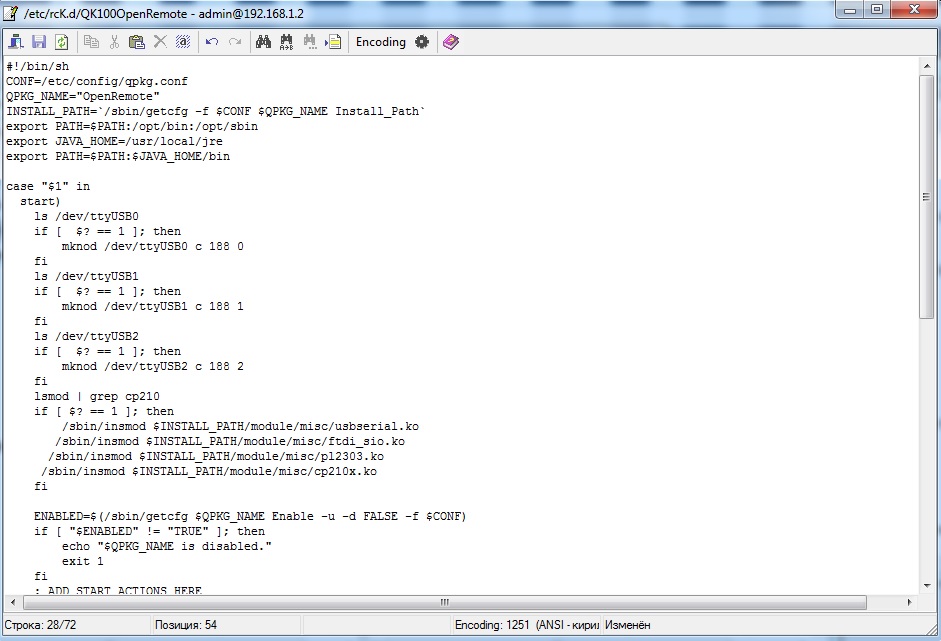 /etc/rcK.d/QK100OpenRemote - admin@192.168.1.2
Encoding
#!/bin/sh
CONF=/etc/config/qpkg.conf
QPKG_NAME="OpenRemote"
INSTALL_PATH=`/sbin/getcfg -f $CONF $QPKG_NAME Install_Path`
export PATH=$PATH:/opt/bin:/opt/sbin
export JAVA_HOME=/usr/local/jre
export PATH=$PATH:$JAVA_HOME/bin

case "$1" in
  start)
    ls /dev/ttyUSB0
    if [  $? == 1 ]; then
        mknod /dev/ttyUSB0 c 188 0
    fi
    ls /dev/ttyUSB1
    if [  $? == 1 ]; then
        mknod /dev/ttyUSB1 c 188 1
    fi
    ls /dev/ttyUSB2
    if [  $? == 1 ]; then
        mknod /dev/ttyUSB2 c 188 2
    fi
    lsmod | grep cp210
    if [ $? == 1 ]; then
        /sbin/insmod $INSTALL_PATH/module/misc/usbserial.ko
       /sbin/insmod $INSTALL_PATH/module/misc/ftdi_sio.ko
      /sbin/insmod $INSTALL_PATH/module/misc/pl2303.ko
     /sbin/insmod $INSTALL_PATH/module/misc/cp210x.ko
    fi

    ENABLED=$(/sbin/getcfg $QPKG_NAME Enable -u -d FALSE -f $CONF)
    if [ "$ENABLED" != "TRUE" ]; then
        echo "$QPKG_NAME is disabled."
        exit 1
    fi
    : ADD START ACTIONS HERE
Строка: 28/72
Позиция: 54
Encoding: 1251 (ANSI - кирил
Изменён